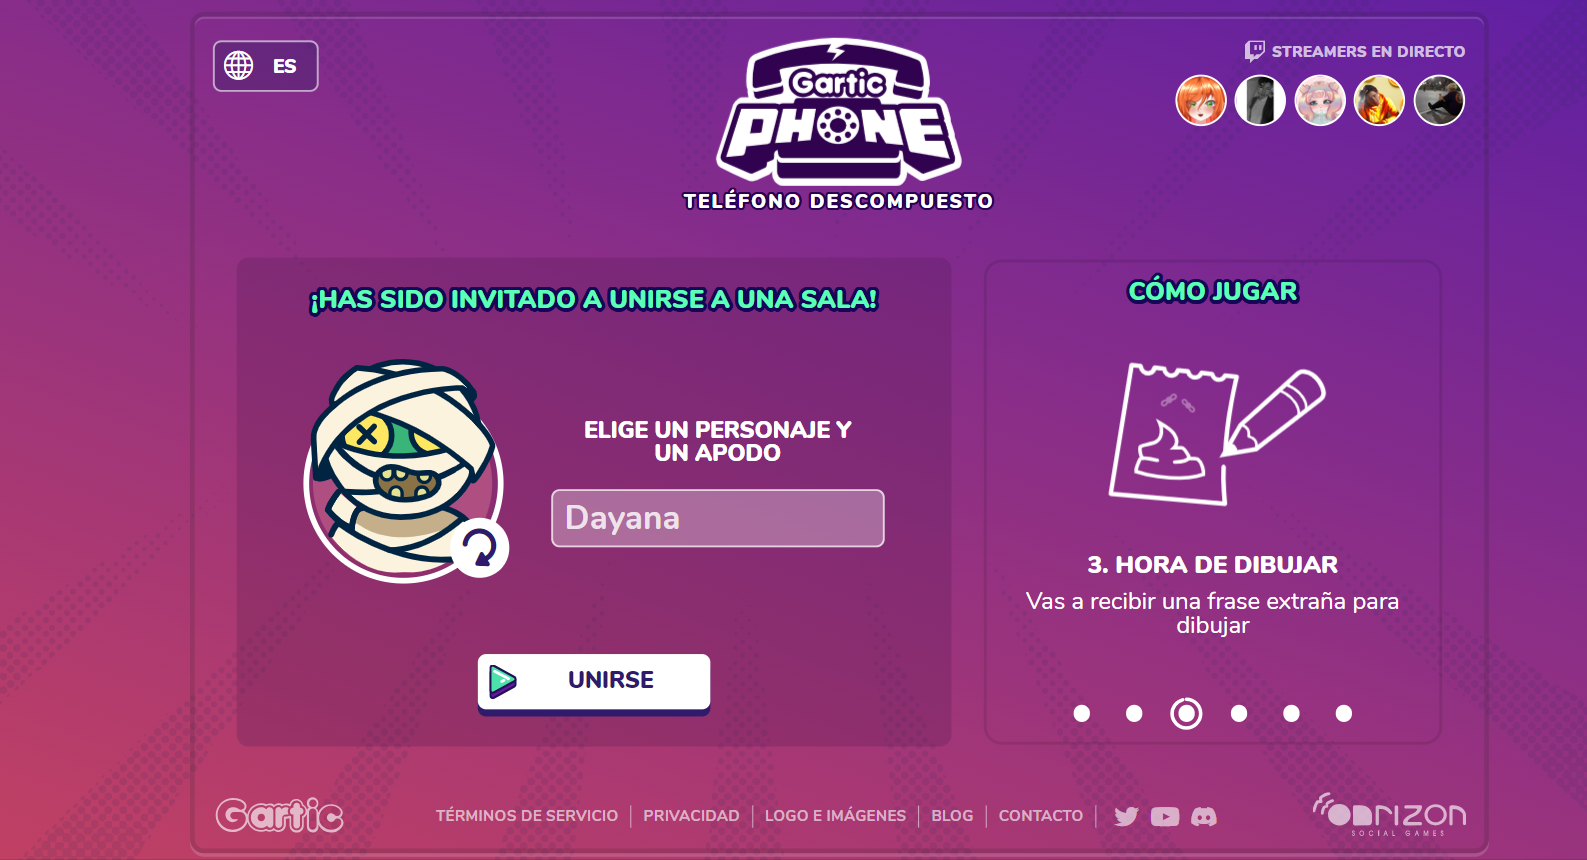 ES
Gartic
PHONE
TELÉFONO DESCOMPUESTO
STREAMERS EN DIRECTO
¡HAS SIDO INVITADO A UNIRSE A UNA SALA!
ELIGE UN PERSONAJE Y
UN APODO
Dayana
UNIRSE
CÓMO JUGAR
3. HORA DE DIBUJAR
Vas a recibir una frase extraña para
dibujar
Gartic
TÉRMINOS DE SERVICIO
PRIVACIDAD
LOGO E IMÁGENES
BLOG
CONTACTO
ONRIZON
SOCIAL GAMES